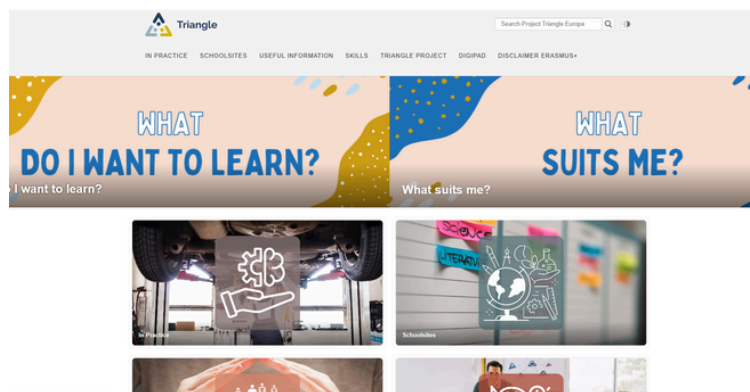 Triangle
Search Project Triangle Europa
IN PRACTICE SCHOOLSITES USEFUL INFORMATION SKILLS TRIANGLE PROJECT DIGIPAD DISCLAIMER ERASMUS+
WHAT
DO I WANT TO LEARN?
I want to learn?
WHAT
SUITS ME?
What suits me?
In Practice
SCIENCE
LITERATU
Schoolsites